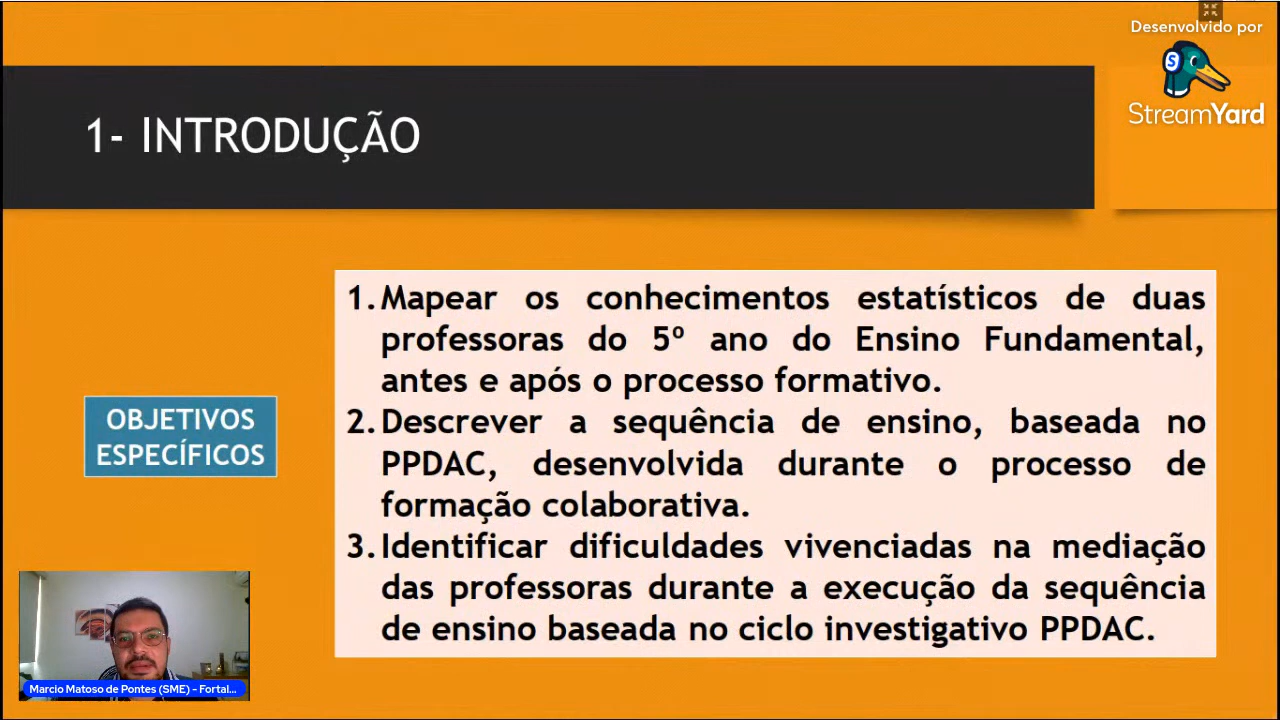 Desenvolvido por
StreamYard
1- INTRODUÇÃO
OBJETIVOS
ESPECÍFICOS
1. Mapear os conhecimentos estatísticos de duas
professoras do 5º ano do Ensino Fundamental,
antes e após o processo formativo.
2. Descrever a sequência de ensino, baseada no
PPDAC, desenvolvida durante o processo de
formação colaborativa.
3. Identificar dificuldades vivenciadas na mediação
das professoras durante a execução da sequência
de ensino baseada no ciclo investigativo PPDAC.
Marcio Matoso de Pontes (SME) - Fortal...